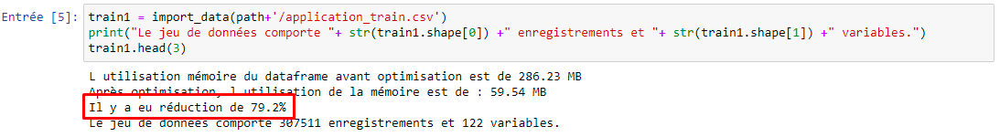 Entrée [5]: train1 = import_data(path+'/application_train.csv')
print("Le jeu de données comporte "+ str(train1.shape[0]) +" enregistrements et "+ str(train1.shape[1]) +" variables.")
train1.head(3)
L utilisation mémoire du dataframe avant optimisation est de 286.23 MB
Après optimisation, l utilisation de la mémoire est de : 59.54 MB
Il y a eu réduction de 79.2%
Le jeu de données comporte 307511 enregistrements et 122 variables.